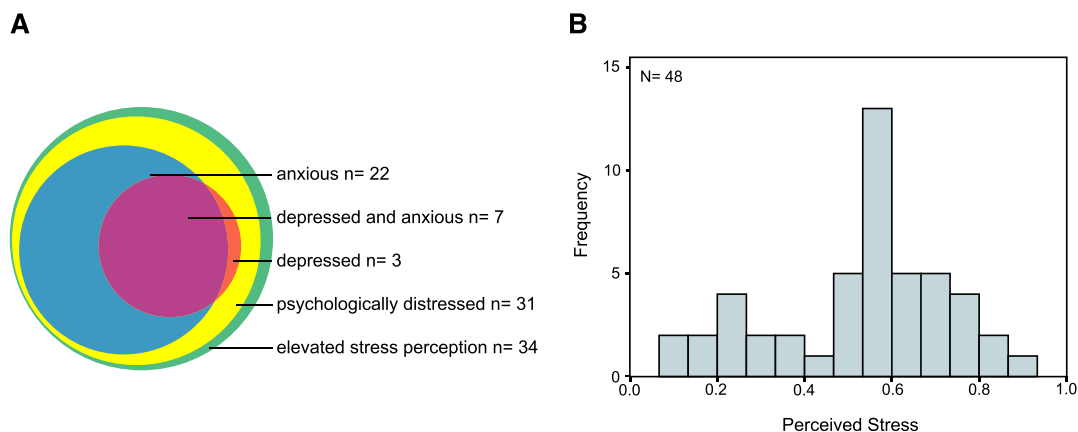 A
anxious n= 22
depressed and anxious n= 7
depressed n= 3
psychologically distressed n= 31
elevated stress perception n= 34
B
N= 48
15
10
5
0
Frequency
0.0 0.2 0.4 0.6 0.8 1.0
Perceived Stress